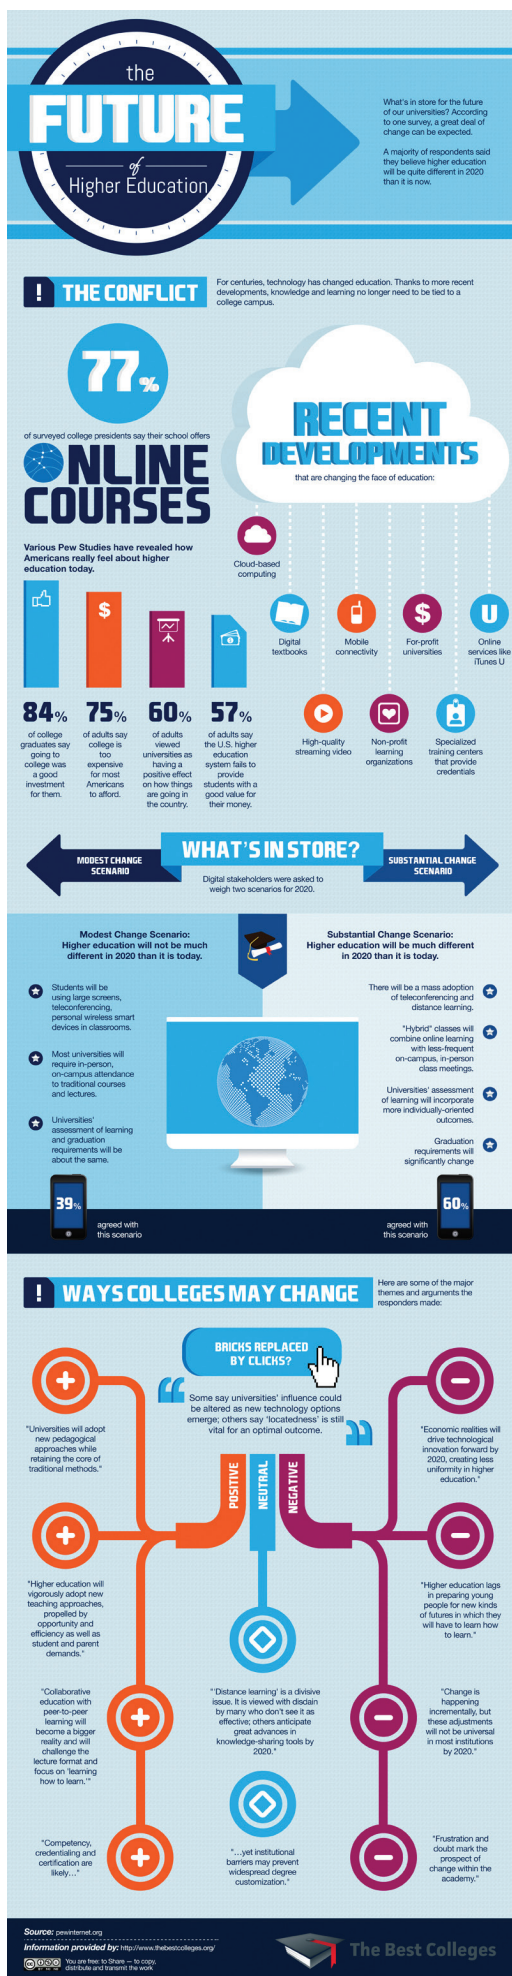 the
FUTURE
of
Higher Education
What's in store for the future
of our universities? According
to one survey, a great deal of
change can be expected.
A majority of respondents said
they believe higher education
will be quite different in 2020
than it is now.
! THE CONFLICT
For centuries, technology has changed education. Thanks to more recent
developments, knowledge and learning no longer need to be tied to a
college campus.
77%
of surveyed college presidents say their school offers
ONLINE
COURSES
Various Pew Studies have revealed how
Americans really feel about higher
education today.
$
84%
of college
graduates say
going to
college was
a good
investment
for them.
75%
of adults say
college is
too
expensive
for most
Americans
to afford.
60%
of adults
viewed
universities as
having a
positive effect
on how things
are going in
the country.
57%
of adults say
the U.S. higher
education
system fails to
provide
students with a
good value for
their money.
RECENT
DEVELOPMENTS
that are changing the face of education:
Cloud-based
computing
Digital
textbooks
Mobile
connectivity
$
For-profit
universities
U
Online
services like
iTunes U
High-quality
streaming video
Non-profit
learning
organizations
Specialized
training centers
that provide
credentials
MODEST CHANGE
SCENARIO
WHAT'S IN STORE?
Digital stakeholders were asked to
weigh two scenarios for 2020.
SUBSTANTIAL CHANGE
SCENARIO
Modest Change Scenario:
Higher education will not be much
different in 2020 than it is today.
Students will be
using large screens,
teleconferencing,
personal wireless smart
devices in classrooms.
Most universities will
require in-person,
on-campus attendance
to traditional courses
and lectures.
Universities'
assessment of learning
and graduation
requirements will be
about the same.
39%
agreed with
this scenario
Substantial Change Scenario:
Higher education will be much different
in 2020 than it is today.
There will be a mass adoption
of teleconferencing and
distance learning.
"Hybrid" classes will
combine online learning
with less-frequent
on-campus, in-person
class meetings.
Universities' assessment
of learning will incorporate
more individually-oriented
outcomes.
Graduation
requirements will
significantly change
60%
agreed with
this scenario
! WAYS COLLEGES MAY CHANGE
Here are some of the major
themes and arguments the
responders made:
BRICKS REPLACED
BY CLICKS?
“ Some say universities' influence could
be altered as new technology options
emerge; others say 'locatedness' is still
vital for an optimal outcome. ”
POSITIVE
NEUTRAL
NEGATIVE
"Universities will adopt
new pedagogical
approaches while
retaining the core of
traditional methods."
"Higher education will
vigorously adopt new
teaching approaches,
propelled by
opportunity and
efficiency as well as
student and parent
demands."
"Collaborative
education with
peer-to-peer
learning will
become a bigger
reality and will
challenge the
lecture format and
focus on 'learning
how to learn.'"
"Competency,
credentialing and
certification are
likely…"
"'Distance learning' is a divisive
issue. It is viewed with disdain
by many who don't see it as
effective; others anticipate
great advances in
knowledge-sharing tools by
2020."
"…yet institutional
barriers may prevent
widespread degree
customization."
"Economic realities will
drive technological
innovation forward by
2020, creating less
uniformity in higher
education."
"Higher education lags
in preparing young
people for new kinds
of futures in which they
will have to learn how
to learn."
"Change is
happening
incrementally, but
these adjustments
will not be universal
in most institutions
by 2020."
"Frustration and
doubt mark the
prospect of
change within the
academy."
Source: pewinternet.org
Information provided by: http://www.thebestcolleges.org/
You are free: to Share — to copy,
distribute and transmit the work
The Best Colleges